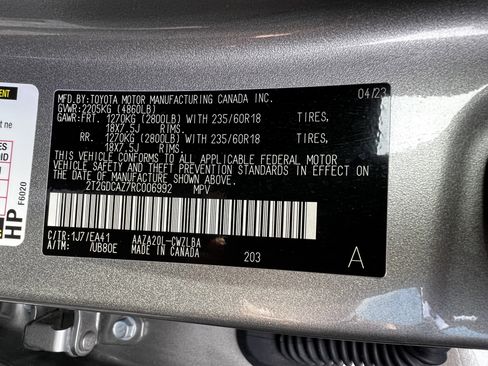 MFD.BY:TOYOTA MOTOR MANUFACTURING CANADA INC. 04/23
GVWR:2205KG (4860LB)
GAWR:FRT. 1270KG (2800LB) WITH 235/60R18 TIRES,
18X7.5J RIMS.
RR. 1270KG (2800LB) WITH 235/60R18 TIRES,
18X7.5J RIMS.
THIS VEHICLE CONFORMS TO ALL APPLICABLE FEDERAL MOTOR
VEHICLE SAFETY AND THEFT PREVENTION STANDARDS IN EFFECT
ON THE DATE OF MANUFACTURE SHOWN ABOVE.
2T2GDCAZ7RC006992 MPV
C/TR:1J7/EA41 AAZA20L-CWZLBA
A/TM: /UB80E MADE IN CANADA 203 A
HP
F6020